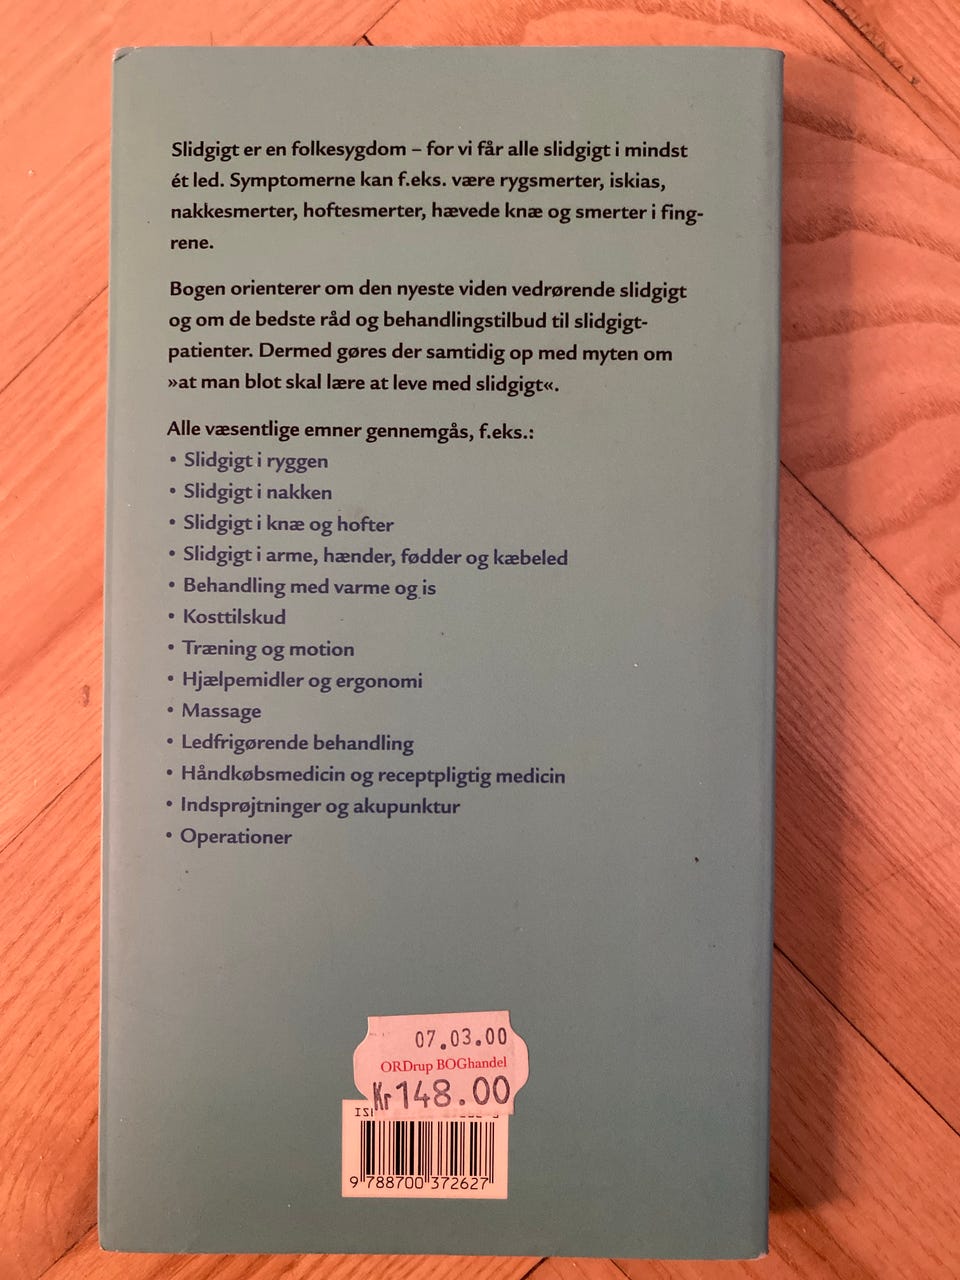 Slidgigt er en folkesygdom – for vi får alle slidgigt i mindst
ét led. Symptomerne kan f.eks. være rygsmerter, iskias,
nakkesmerter, hoftesmerter, hævede knæ og smerter i fing-
rene.
Bogen orienterer om den nyeste viden vedrørende slidgigt
og om de bedste råd og behandlingstilbud til slidgigt-
patienter. Dermed gøres der samtidig op med myten om
»at man blot skal lære at leve med slidgigt«.
Alle væsentlige emner gennemgås, f.eks.:
• Slidgigt i ryggen
• Slidgigt i nakken
• Slidgigt i knæ og hofter
• Slidgigt i arme, hænder, fødder og kæbeled
• Behandling med varme og is
• Kosttilskud
• Træning og motion
• Hjælpemidler og ergonomi
• Massage
• Ledfrigørende behandling
• Håndkøbsmedicin og receptpligtig medicin
• Indsprøjtninger og akupunktur
• Operationer
07.03.00
ORDrup BOGhandel
Kr 148.00
9 788700 372627